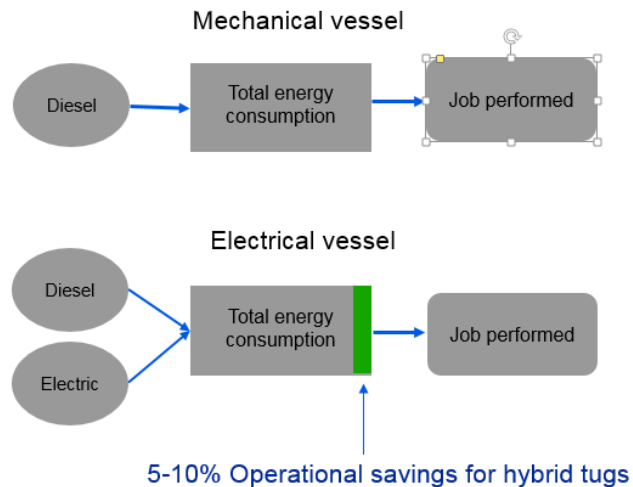 Mechanical vessel
Diesel
Total energy
consumption
Job performed
Electrical vessel
Diesel
Electric
Total energy
consumption
Job performed
5-10% Operational savings for hybrid tugs